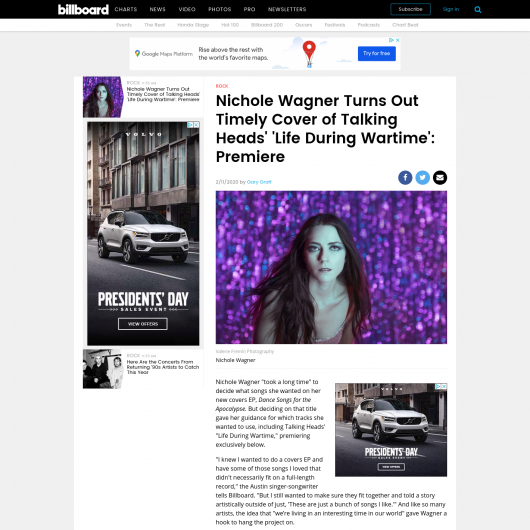 billboard
CHARTS NEWS VIDEO PHOTOS PRO NEWSLETTERS
Subscribe
Sign In
Events The Beat Honda Stage Hot 100 Billboard 200 Oscars Festivals Podcasts Chart Beat
Google Maps Platform
Rise above the rest with
the world's favorite maps.
Try for free
ROCK
Nichole Wagner Turns Out
Timely Cover of Talking Heads'
'Life During Wartime': Premiere
VOLVO
PRESIDENTS' DAY
SALES EVENT
VIEW OFFERS
ROCK
Here Are the Concerts From
Returning '90s Artists to Catch
This Year
ROCK
Nichole Wagner Turns Out
Timely Cover of Talking
Heads' 'Life During Wartime':
Premiere
2/11/2020 by Gary Graff
Valerie Fremin Photography
Nichole Wagner
Nichole Wagner "took a long time" to
decide what songs she wanted on her
new covers EP, Dance Songs for the
Apocalypse. But deciding on that title
gave her guidance for which tracks she
wanted to use, including Talking Heads'
"Life During Wartime," premiering
exclusively below.
PRESIDENTS' DAY
SALES EVENT
VIEW OFFERS
"I knew I wanted to do a covers EP and
have some of those songs I loved that
didn't necessarily fit on a full-length
record," the Austin singer-songwriter
tells Billboard. "But I still wanted to make sure they fit together and told a story
artistically outside of just, 'These are just a bunch of songs I like.'" And like so many
artists, the idea that "we're living in an interesting time in our world" gave Wagner a
hook to hang the project on.